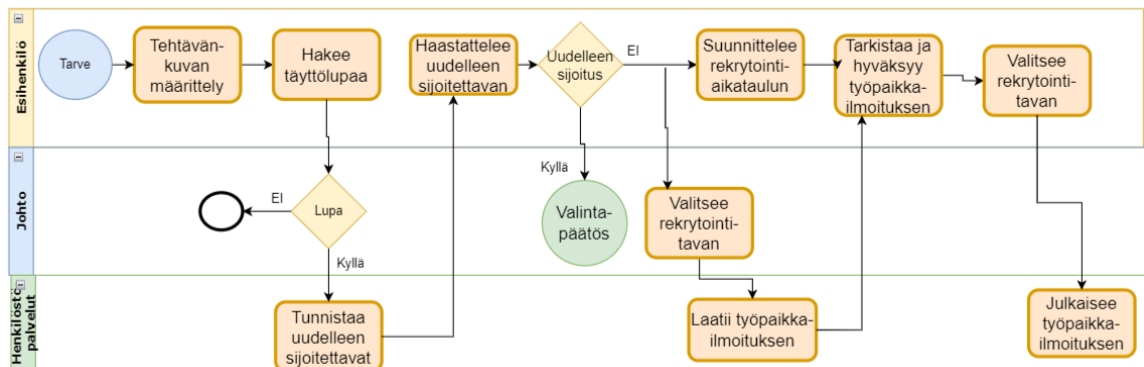 Esihenkilö
Tarve
Tehtävän-
kuvan
määrittely
Hakee
täyttölupaa
Haastattelee
uudelleen
sijoitettavan
Uudelleen
sijoitus
EI
Suunnittelee
rekrytointi-
aikataulun
Tarkistaa ja
hyväksyy
työpaikka-
ilmoituksen
Valitsee
rekrytointi-
tavan
Johto
EI
Lupa
Kyllä
Kyllä
Valinta-
päätös
Valitsee
rekrytointi-
tavan
Henkilöstö
palvelut
Tunnistaa
uudelleen
sijoitettavat
Laatii työpaikka-
ilmoituksen
Julkaisee
työpaikka-
ilmoituksen